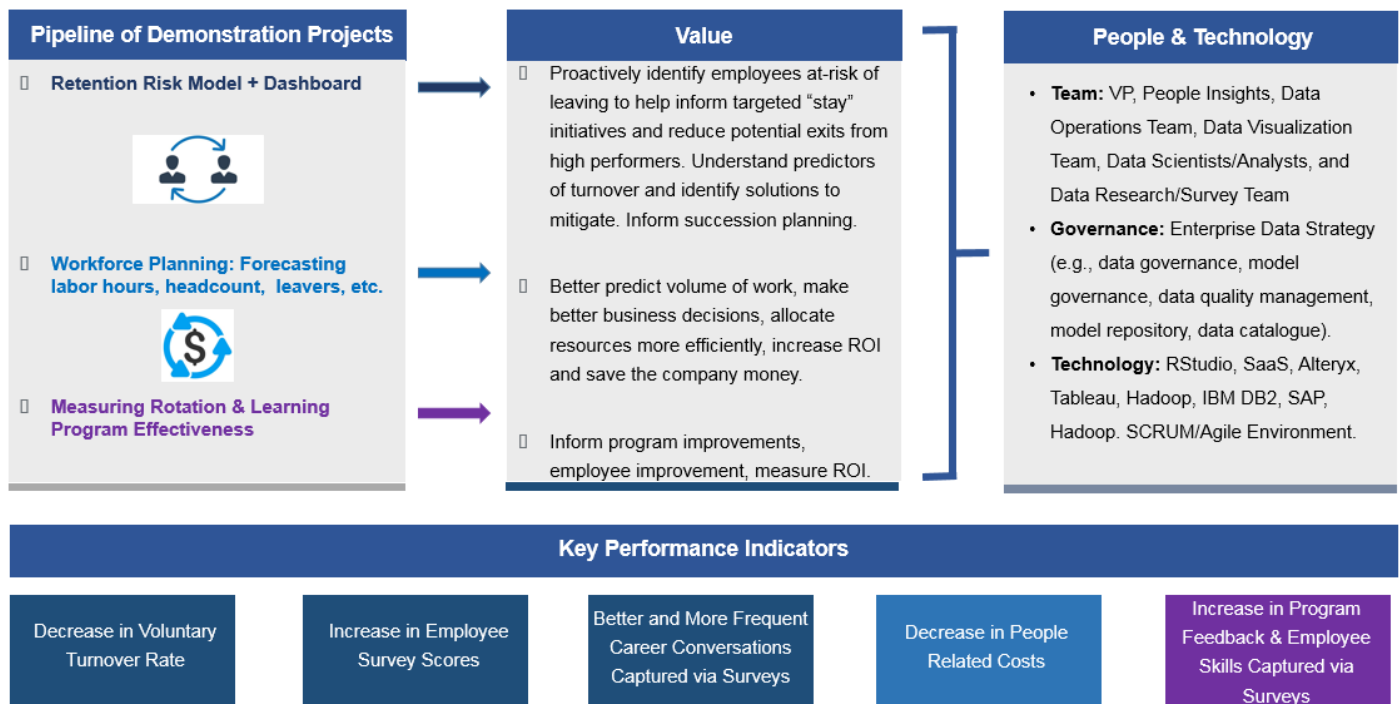 Pipeline of Demonstration Projects
Retention Risk Model + Dashboard
Workforce Planning: Forecasting
labor hours, headcount, leavers, etc.
$
Measuring Rotation & Learning
Program Effectiveness
Value
Proactively identify employees at-risk of
leaving to help inform targeted “stay”
initiatives and reduce potential exits from
high performers. Understand predictors
of turnover and identify solutions to
mitigate. Inform succession planning.
Better predict volume of work, make
better business decisions, allocate
resources more efficiently, increase ROI
and save the company money.
Inform program improvements,
employee improvement, measure ROI.
People & Technology
• Team: VP, People Insights, Data
Operations Team, Data Visualization
Team, Data Scientists/Analysts, and
Data Research/Survey Team
• Governance: Enterprise Data Strategy
(e.g., data governance, model
governance, data quality management,
model repository, data catalogue).
• Technology: RStudio, SaaS, Alteryx,
Tableau, Hadoop, IBM DB2, SAP,
Hadoop. SCRUM/Agile Environment.
Key Performance Indicators
Decrease in Voluntary
Turnover Rate
Increase in Employee
Survey Scores
Better and More Frequent
Career Conversations
Captured via Surveys
Decrease in People
Related Costs
Increase in Program
Feedback & Employee
Skills Captured via
Surveys